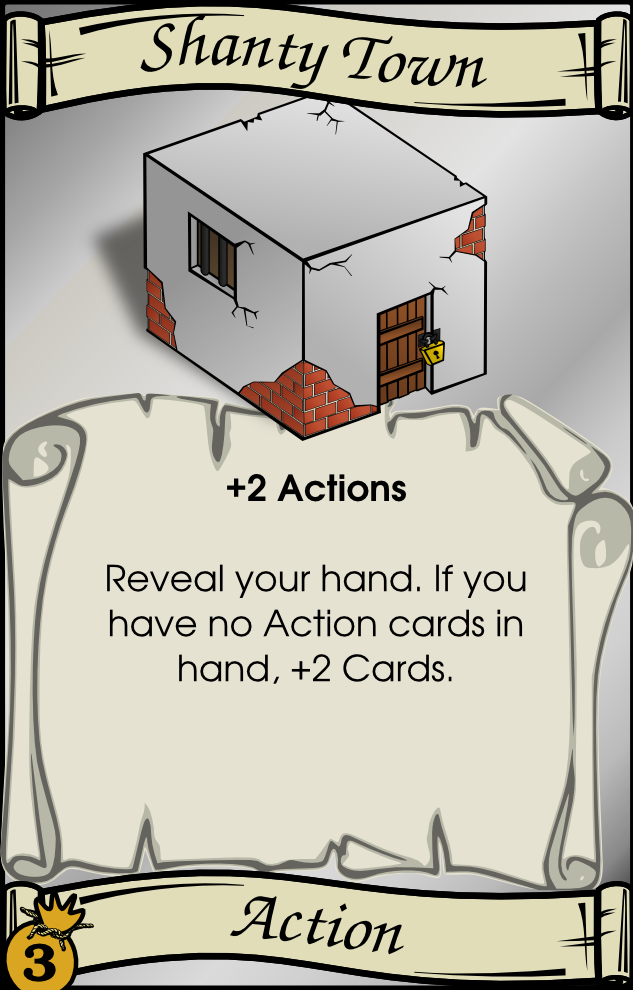 Shanty Town
+2 Actions
Reveal your hand. If you
have no Action cards in
hand, +2 Cards.
Action
3